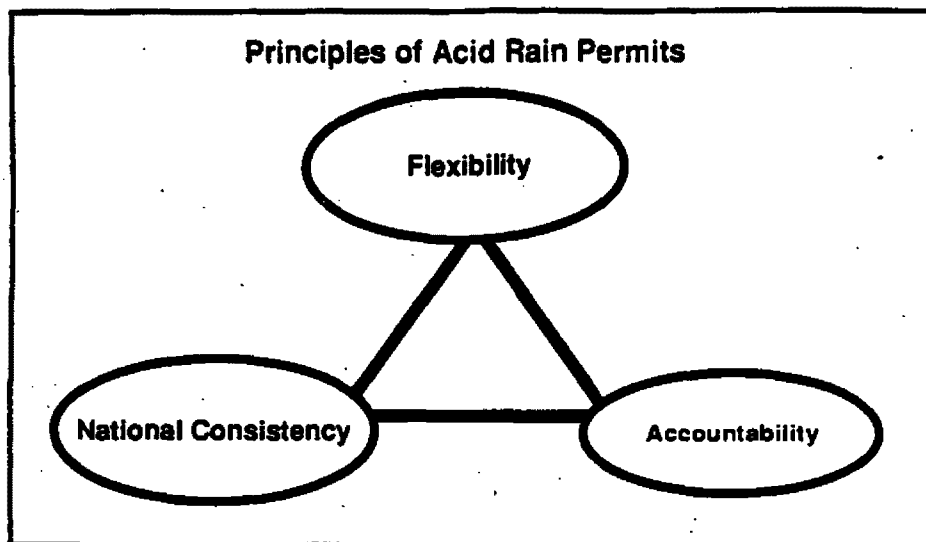 Principles of Acid Rain Permits
Flexibility
National Consistency
Accountability